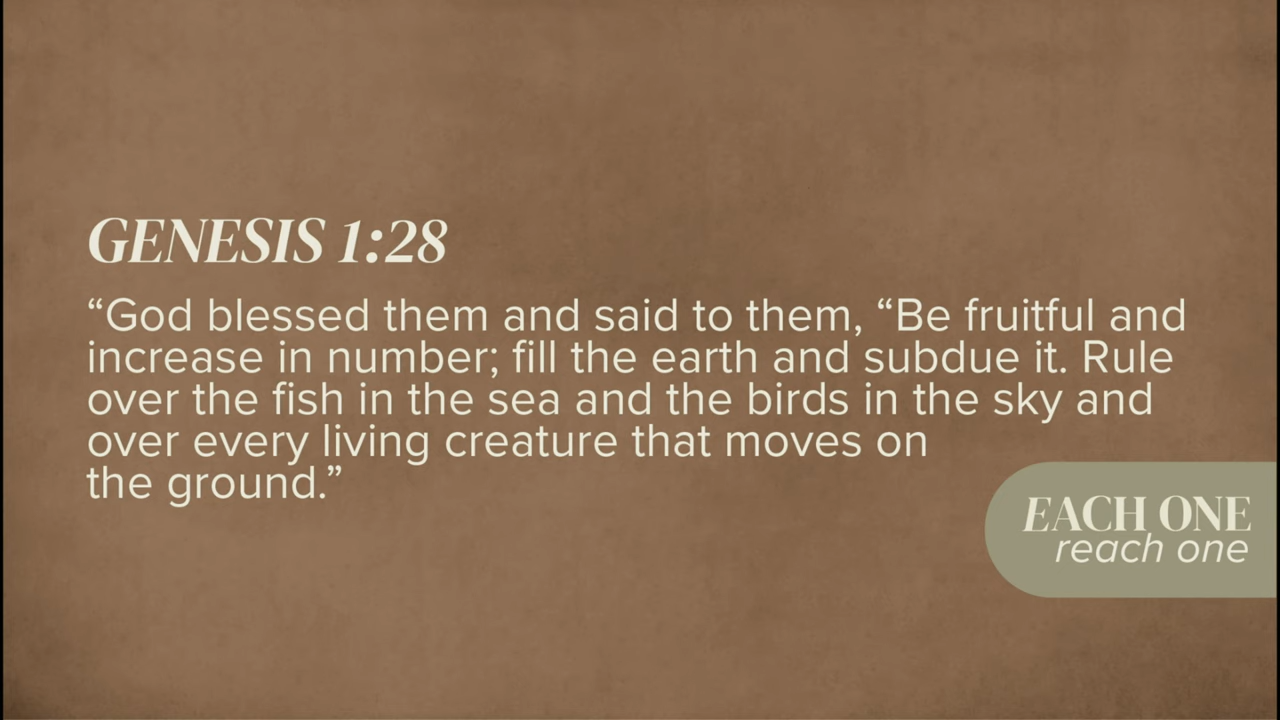 GENESIS 1:28
“God blessed them and said to them, “Be fruitful and
increase in number; fill the earth and subdue it. Rule
over the fish in the sea and the birds in the sky and
over every living creature that moves on
the ground.”
EACH ONE
reach one